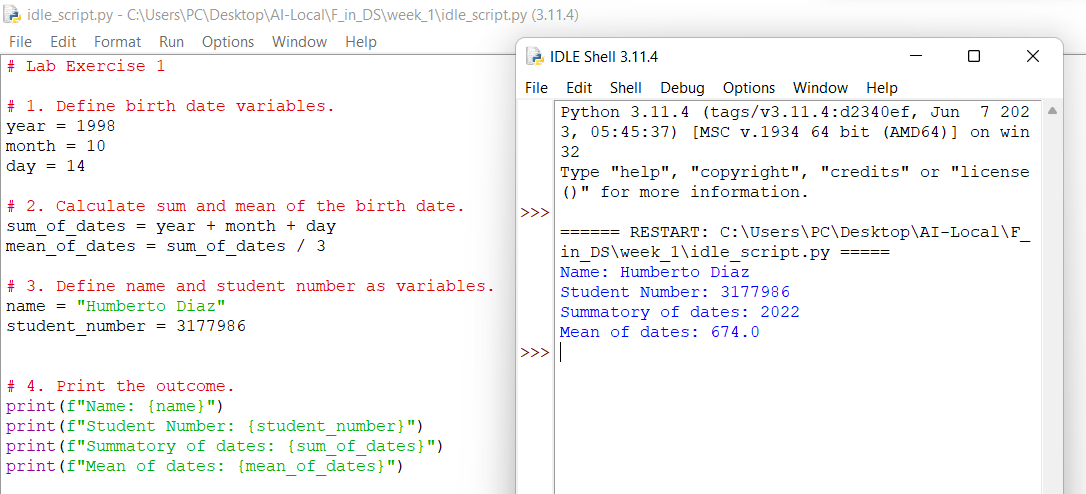 idle_script.py - C:\Users\PC\Desktop\AI-Local\F_in_DS\week_1\idle_script.py (3.11.4)
File Edit Format Run Options Window Help
# Lab Exercise 1
# 1. Define birth date variables.
year = 1998
month = 10
day = 14
# 2. Calculate sum and mean of the birth date.
sum_of_dates = year + month + day
mean_of_dates = sum_of_dates / 3
# 3. Define name and student number as variables.
name = "Humberto Diaz"
student_number = 3177986
# 4. Print the outcome.
print(f"Name: {name}")
print(f"Student Number: {student_number}")
print(f"Summatory of dates: {sum_of_dates}")
print(f"Mean of dates: {mean_of_dates}")
IDLE Shell 3.11.4
File Edit Shell Debug Options Window Help
Python 3.11.4 (tags/v3.11.4:d2340ef, Jun  7 202
3, 05:45:37) [MSC v.1934 64 bit (AMD64)] on win
32
Type "help", "copyright", "credits" or "license
()" for more information.
>>>
====== RESTART: C:\Users\PC\Desktop\AI-Local\F_
in_DS\week_1\idle_script.py =====
Name: Humberto Diaz
Student Number: 3177986
Summatory of dates: 2022
Mean of dates: 674.0
>>>